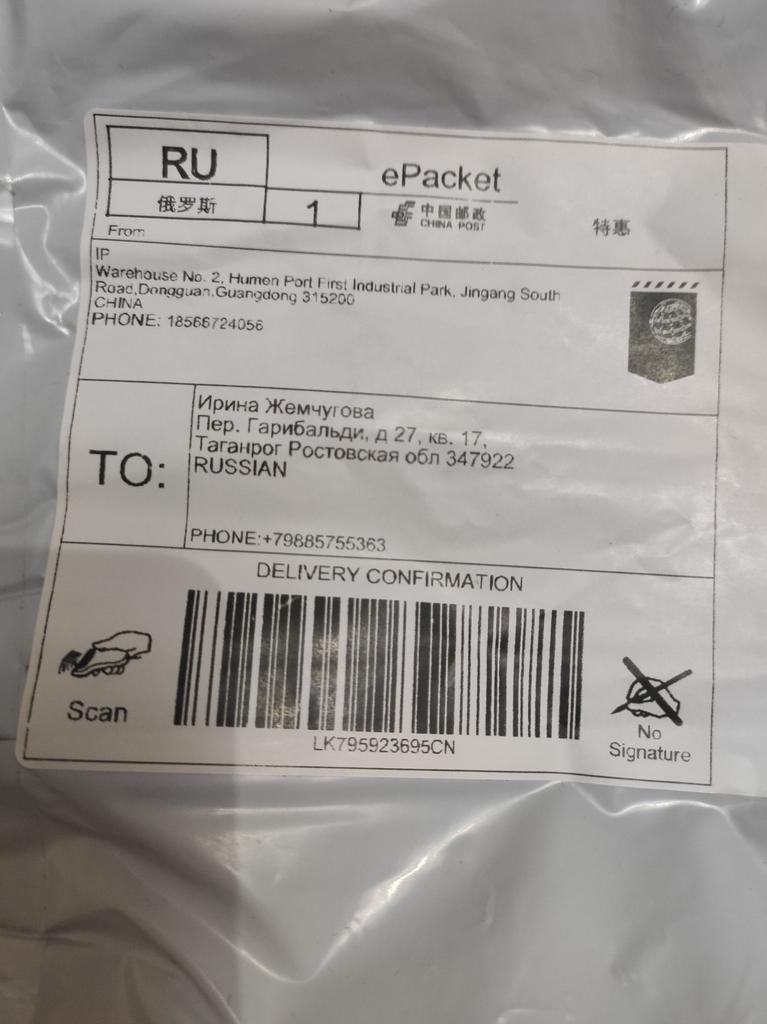 RU
ePacket
俄罗斯
1
中国邮政
CHINA POST
特惠
From
IP
Warehouse No. 2, Humen Port First Industrial Park, Jingang South
Road,Dongguan,Guangdong 315200
CHINA
PHONE: 18566724056
TO:
Ирина Жемчугова
Пер. Гарибальди, д 27, кв. 17,
Таганрог Ростовская обл 347922
RUSSIAN
PHONE:+79885755363
DELIVERY CONFIRMATION
Scan
LK795923695CN
No
Signature